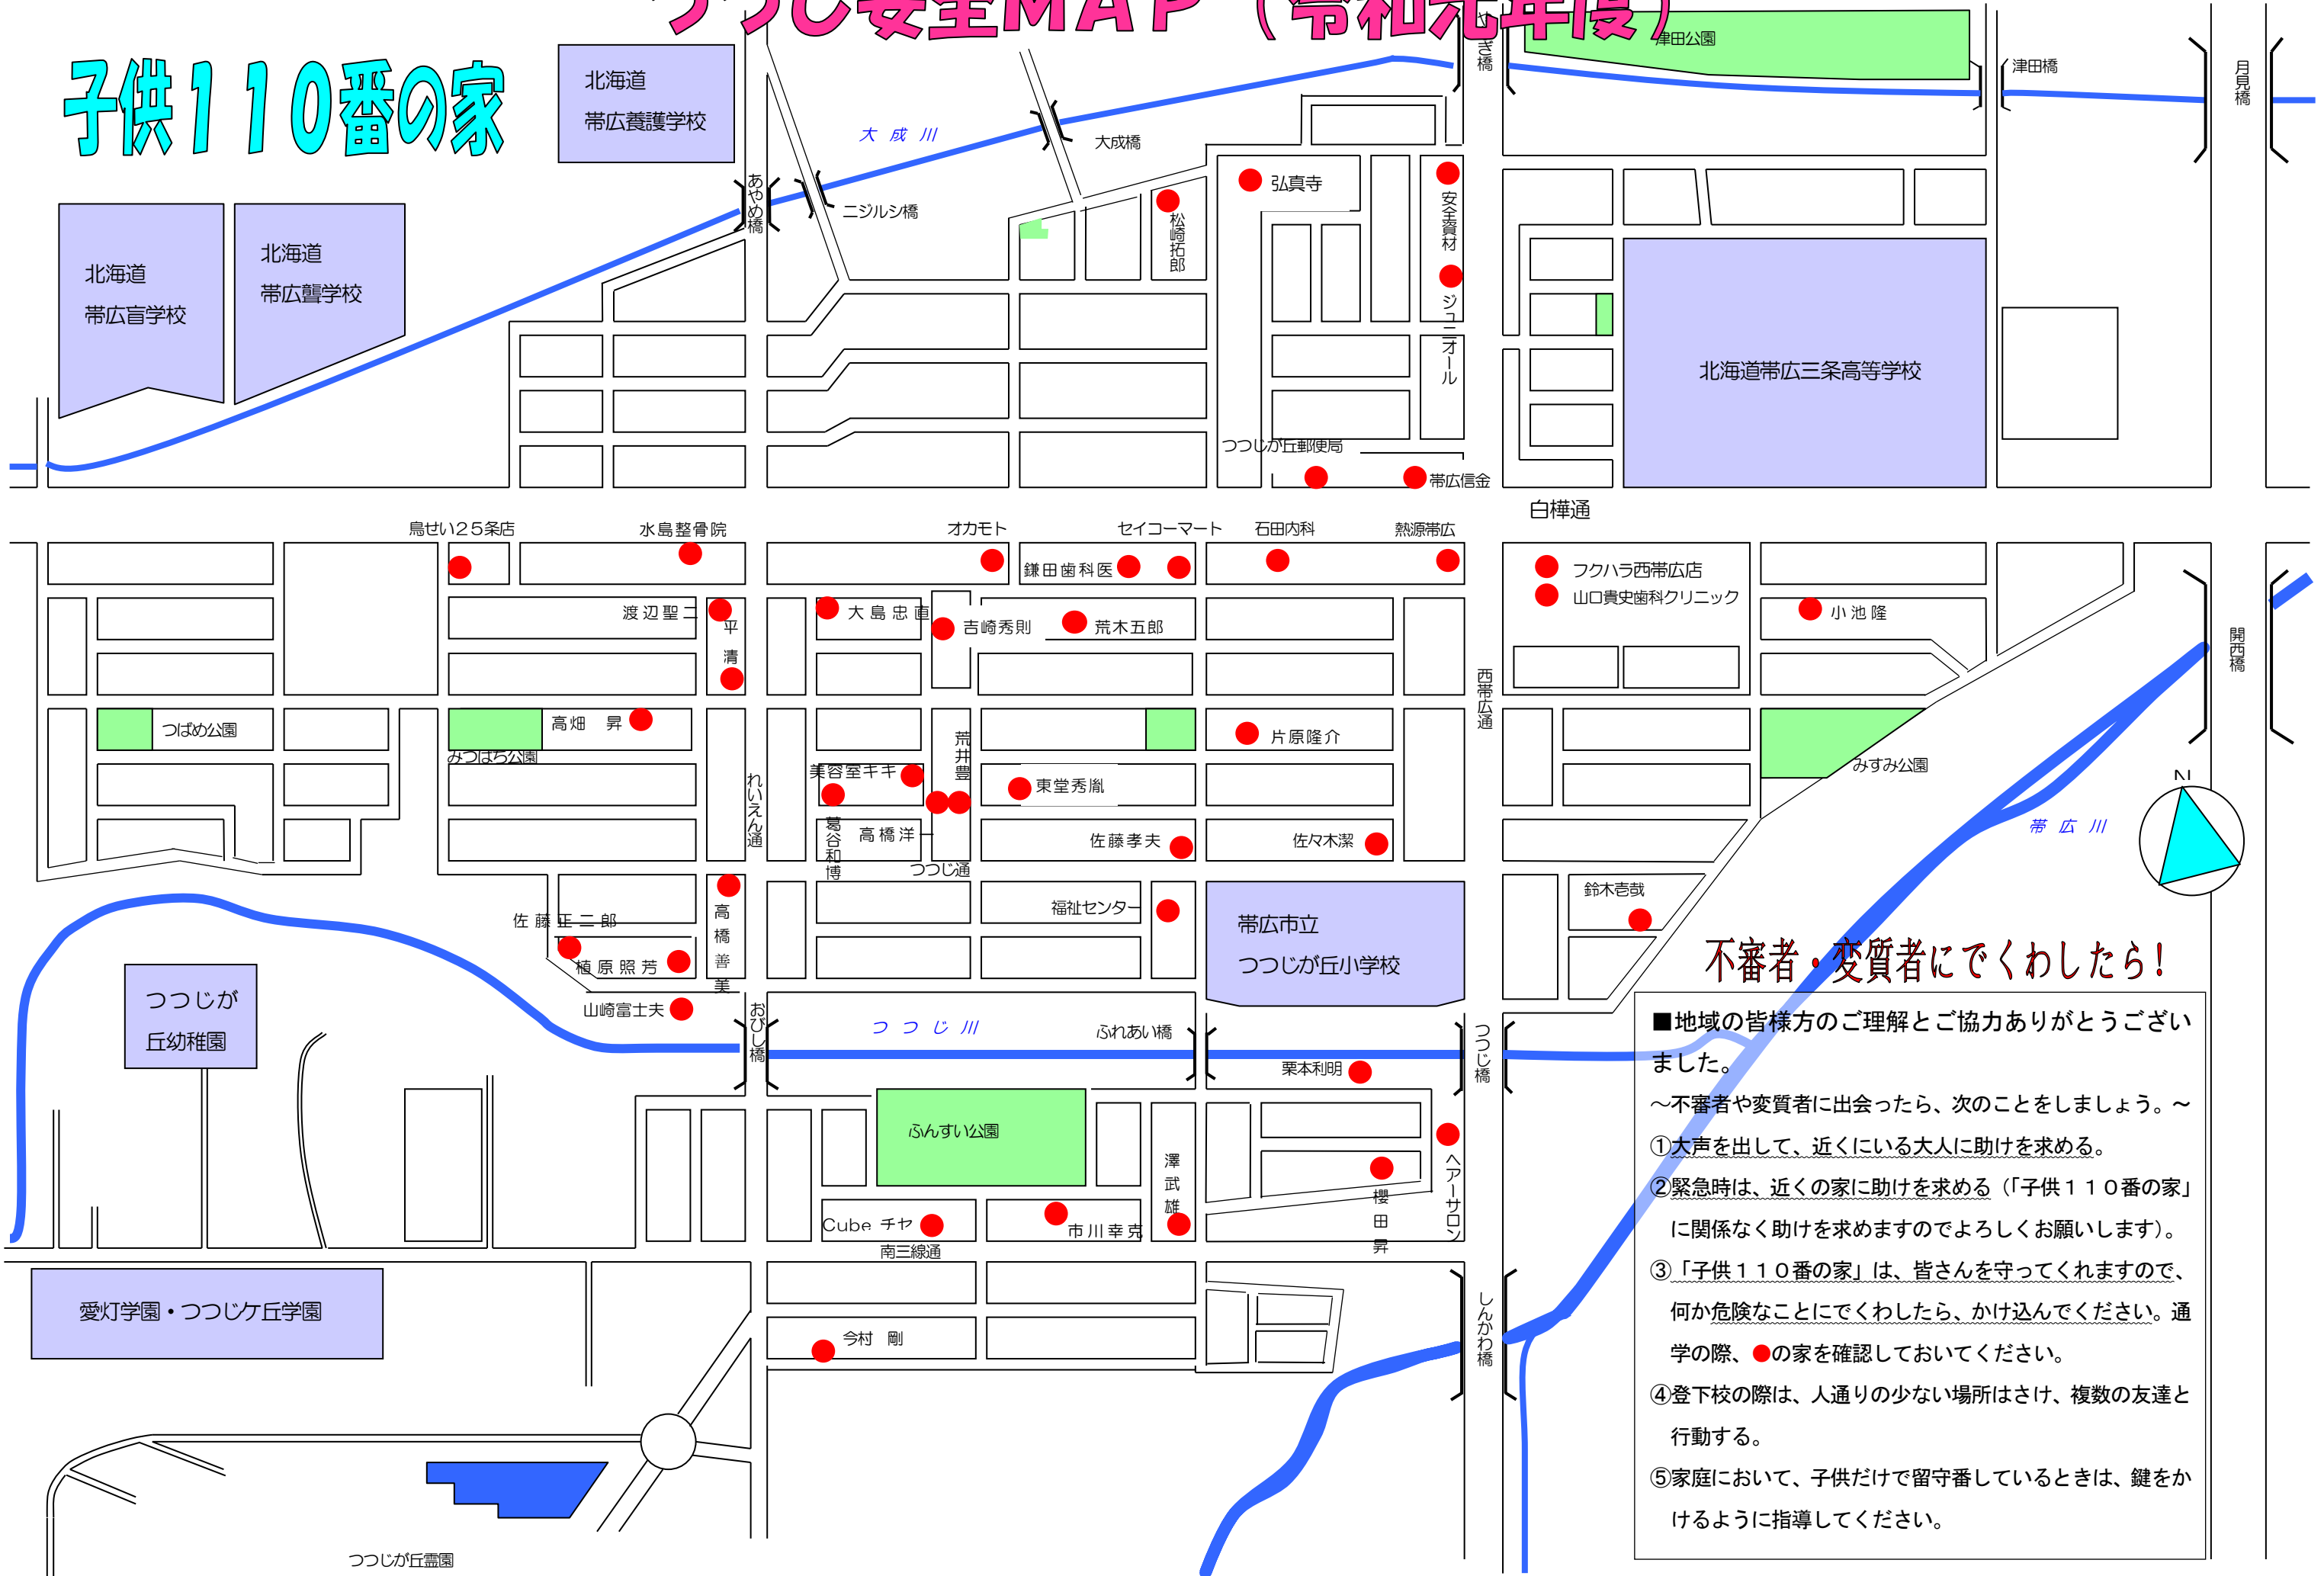 つつじ安全ＭＡＰ（令和元年度）
子供１１０番の家
北海道
帯広養護学校
北海道
帯広盲学校
北海道
帯広聾学校
あやめ橋
大成川
ニジルシ橋
大成橋
ぎ橋
津田公園
津田橋
月見橋
弘真寺
松崎拓郎
安全資材
ジュニオール
北海道帯広三条高等学校
つつじが丘郵便局
帯広信金
白樺通
鳥せい２５条店
水島整骨院
オカモト
セイコーマート
石田内科
熱源帯広
鎌田歯科医
フクハラ西帯広店
山口貴史歯科クリニック
渡辺聖二
平清
大島忠直
吉崎秀則
荒木五郎
小池隆
開西橋
西帯広通
つばめ公園
みつばち公園
高畑　昇
荒井豊
片原隆介
みすみ公園
美容室キキ
東堂秀胤
れいえん通
葛谷和博
高橋洋一
佐藤孝夫
佐々木潔
帯広川
N
つつじ通
佐藤正二郎
高橋善美
福祉センター
帯広市立
つつじが丘小学校
鈴木壱哉
植原照芳
山崎富士夫
つつじが
丘幼稚園
おびし橋
つつじ川
ふれあい橋
つつじ橋
栗本利明
ふんすい公園
澤武雄
櫻田昇
ヘアーサロン
Cube チヤ
市川幸克
南三線通
愛灯学園・つつじケ丘学園
今村　剛
しんかわ橋
つつじが丘霊園
不審者・変質者にでくわしたら！
■地域の皆様方のご理解とご協力ありがとうござい
ました。
～不審者や変質者に出会ったら、次のことをしましょう。～
①大声を出して、近くにいる大人に助けを求める。
②緊急時は、近くの家に助けを求める（「子供１１０番の家」
に関係なく助けを求めますのでよろしくお願いします）。
③「子供１１０番の家」は、皆さんを守ってくれますので、
何か危険なことにでくわしたら、かけ込んでください。通
学の際、●の家を確認しておいてください。
④登下校の際は、人通りの少ない場所はさけ、複数の友達と
行動する。
⑤家庭において、子供だけで留守番しているときは、鍵をか
けるように指導してください。